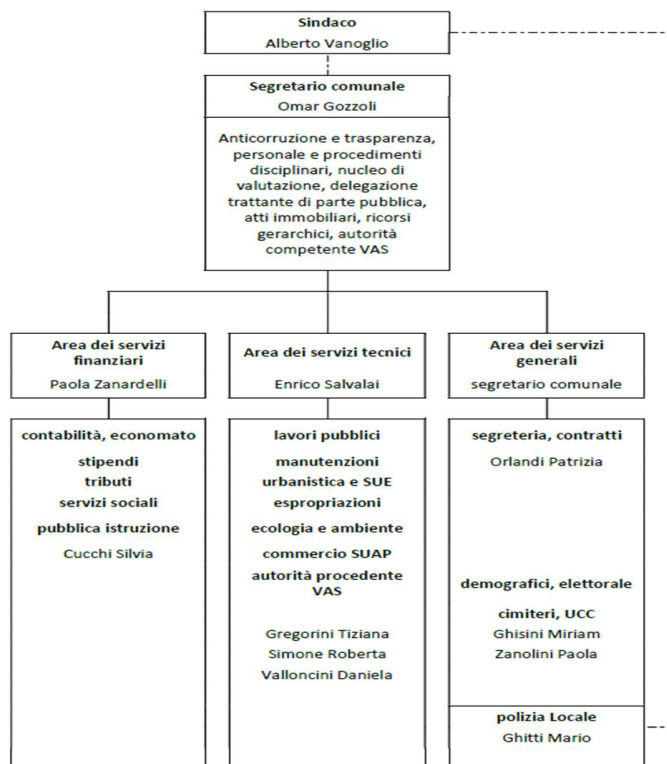 Sindaco
Alberto Vanoglio
Segretario comunale
Omar Gozzoli
Anticorruzione e trasparenza,
personale e procedimenti
disciplinari, nucleo di
valutazione, delegazione
trattante di parte pubblica,
atti immobiliari, ricorsi
gerarchici, autorità
competente VAS
Area dei servizi
finanziari
Paola Zanardelli
Area dei servizi tecnici
Enrico Salvalai
Area dei servizi
generali
segretario comunale
contabilità, economato
stipendi
tributi
servizi sociali
pubblica istruzione
Cucchi Silvia
lavori pubblici
manutenzioni
urbanistica e SUE
espropriazioni
ecologia e ambiente
commercio SUAP
autorità procedente
VAS
Gregorini Tiziana
Simone Roberta
Valloncini Daniela
segreteria, contratti
Orlandi Patrizia
demografici, elettorale
cimiteri, UCC
Ghisini Miriam
Zanolini Paola
polizia Locale
Ghitti Mario